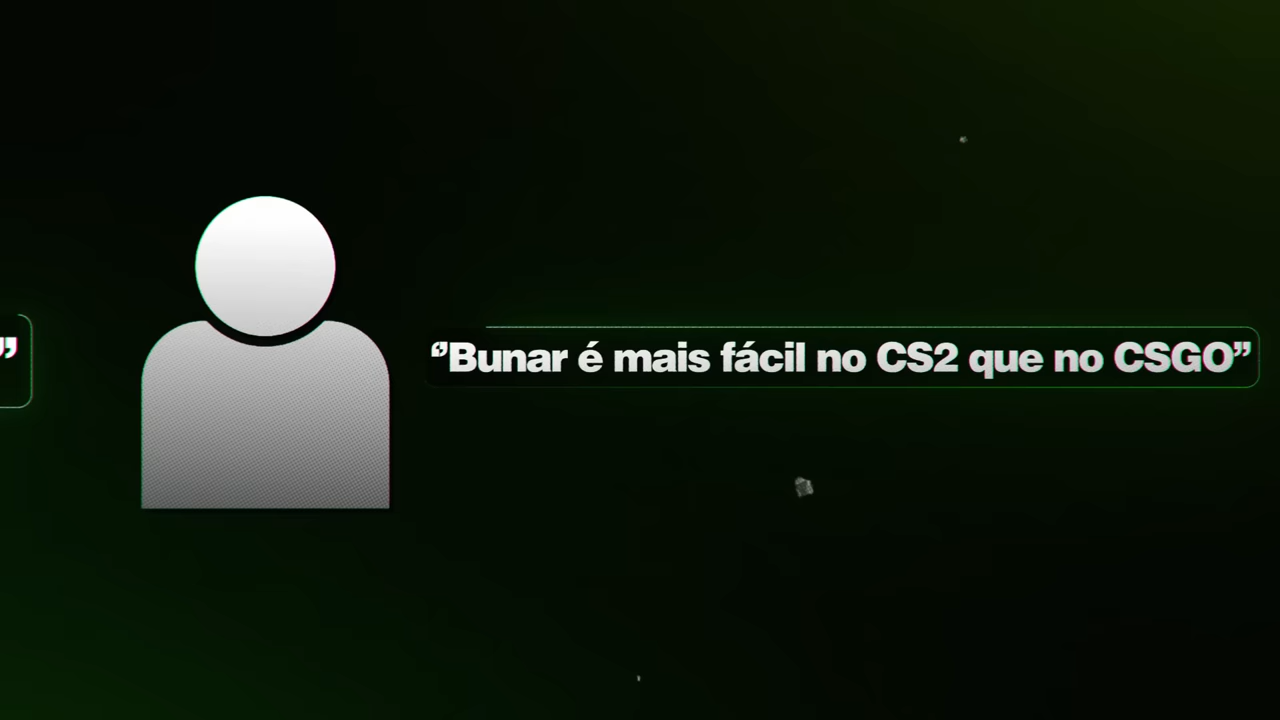 ”
‘’Bunar é mais fácil no CS2 que no CSGO”